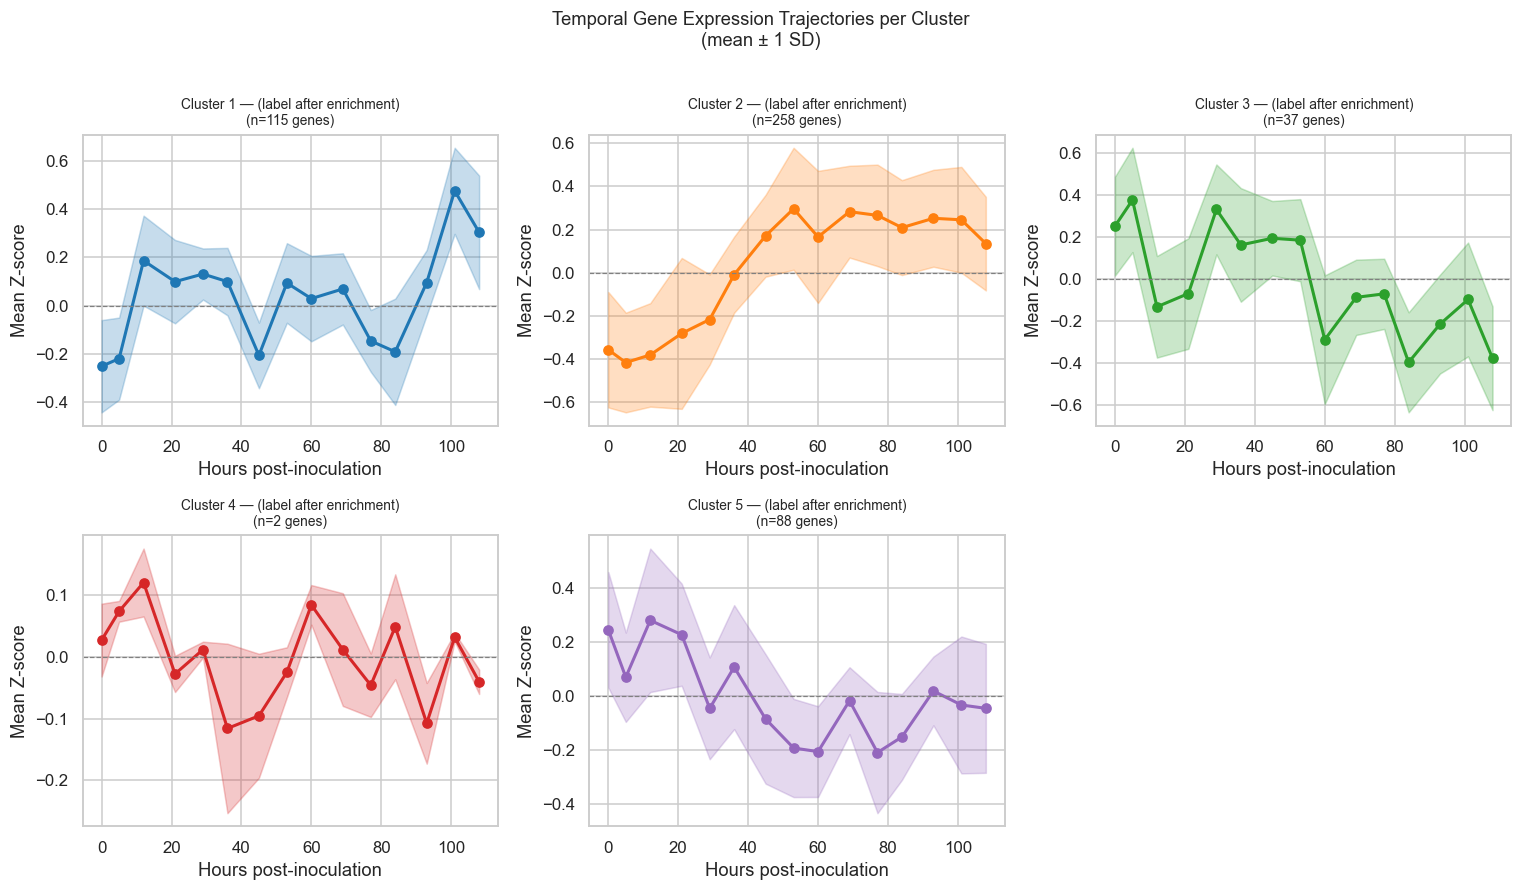 Temporal Gene Expression Trajectories per Cluster
(mean ± 1 SD)
Cluster 1 — (label after enrichment)
(n=115 genes)
Mean Z-score
0.6
0.4
0.2
0.0
−0.2
−0.4
0 20 40 60 80 100
Hours post-inoculation
Cluster 2 — (label after enrichment)
(n=258 genes)
Mean Z-score
0.6
0.4
0.2
0.0
−0.2
−0.4
−0.6
0 20 40 60 80 100
Hours post-inoculation
Cluster 3 — (label after enrichment)
(n=37 genes)
Mean Z-score
0.6
0.4
0.2
0.0
−0.2
−0.4
−0.6
0 20 40 60 80 100
Hours post-inoculation
Cluster 4 — (label after enrichment)
(n=2 genes)
Mean Z-score
0.1
0.0
−0.1
−0.2
0 20 40 60 80 100
Hours post-inoculation
Cluster 5 — (label after enrichment)
(n=88 genes)
Mean Z-score
0.4
0.2
0.0
−0.2
−0.4
0 20 40 60 80 100
Hours post-inoculation